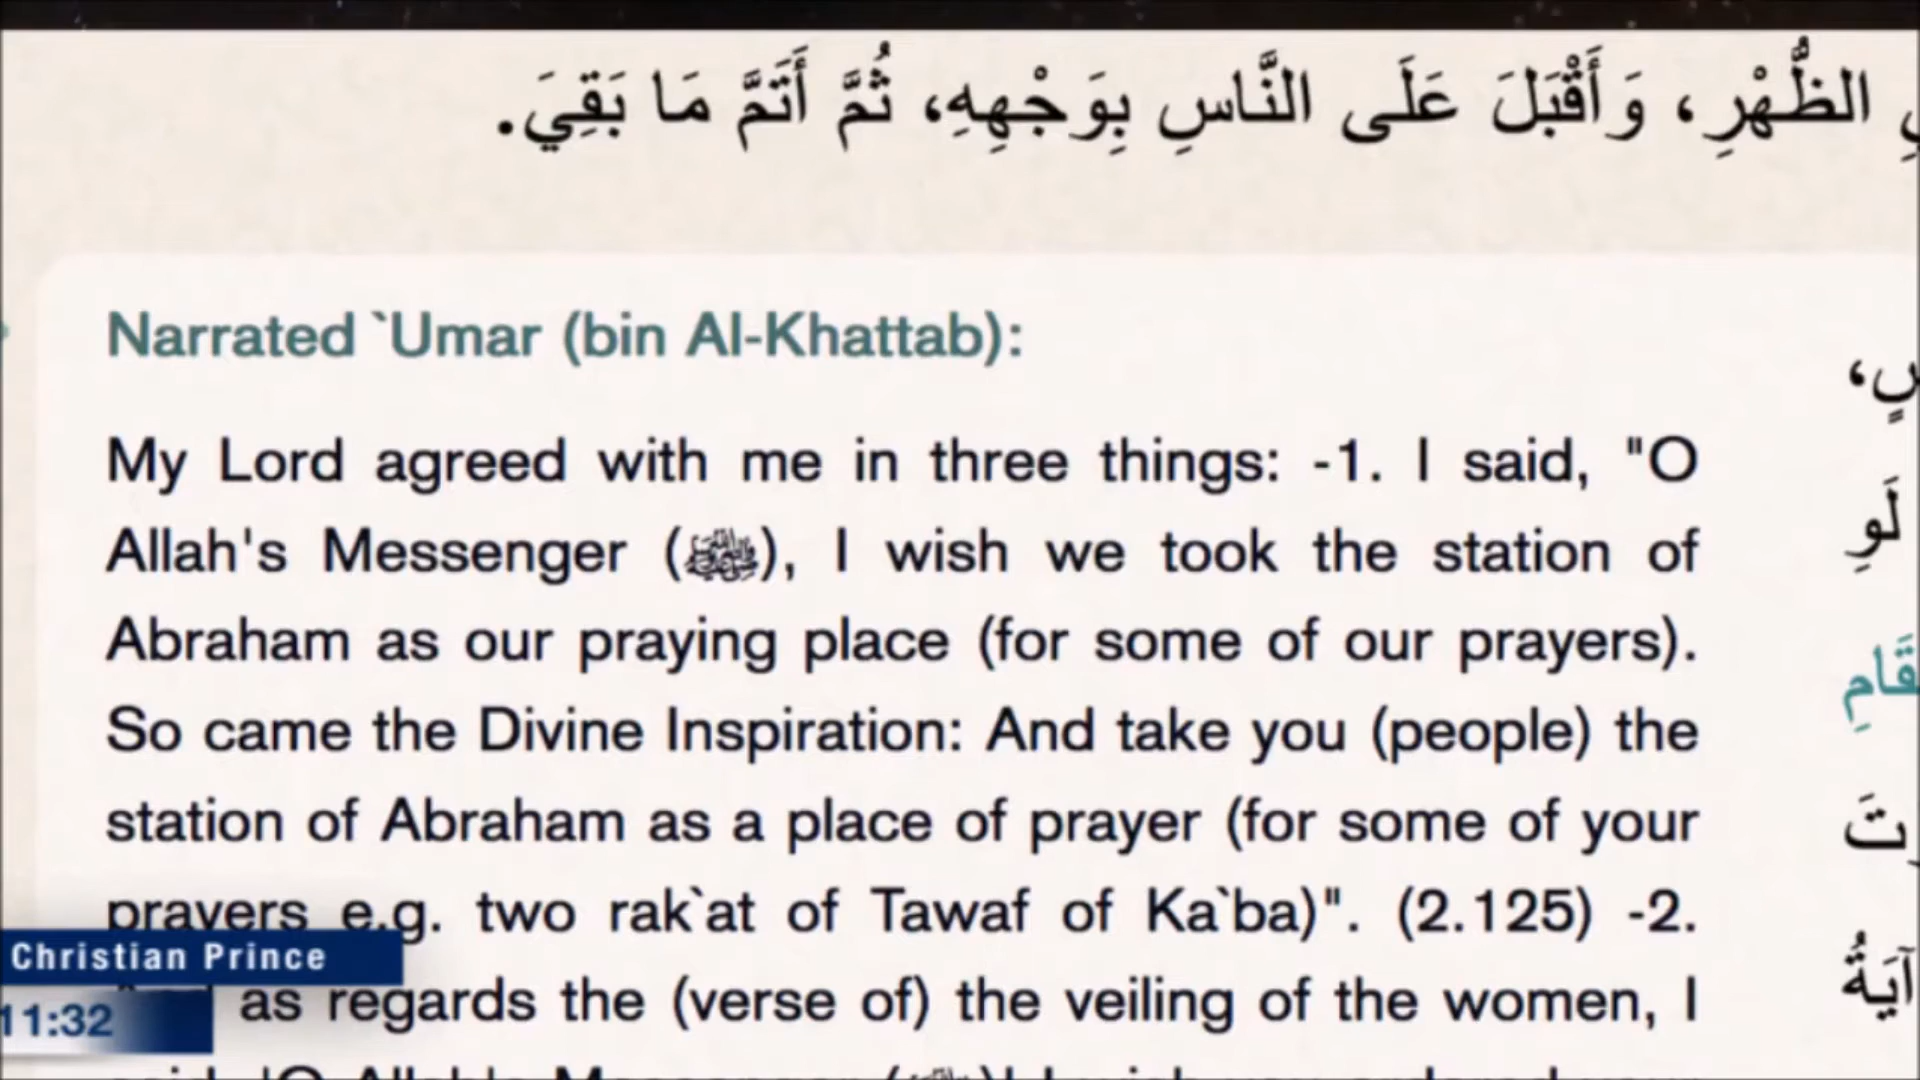 الظُّهْرِ، وَأَقْبَلَ عَلَى النَّاسِ بِوَجْهِهِ، ثُمَّ أَتَمَّ مَا بَقِيَ.
Narrated `Umar (bin Al-Khattab):
My Lord agreed with me in three things: -1. I said, "O
Allah's Messenger (ﷺ), I wish we took the station of
Abraham as our praying place (for some of our prayers).
So came the Divine Inspiration: And take you (people) the
station of Abraham as a place of prayer (for some of your
prayers e.g. two rak`at of Tawaf of Ka`ba)". (2.125) -2.
as regards the (verse of) the veiling of the women, I
لَوِ
آيَةُ
Christian Prince
11:32